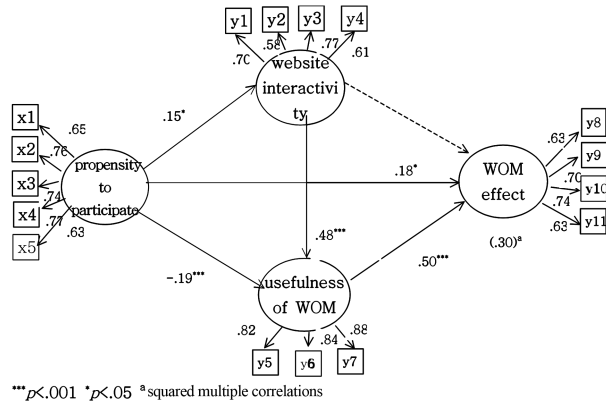 y1 y2 y3 y4
.70 .58 .77 .61
website
interactivi
ty
x1
x2
x3
x4
x5
.65
.76
.74
.77
.63
propensity
to
participate
.15*
.18*
-.19***
.48***
.50***
WOM
effect
(.30)ª
y8
y9
y10
y11
.63
.70
.74
.63
usefulness
of WOM
.82 .84 .88
y5 y6 y7
***p<.001 *p<.05 ª squared multiple correlations